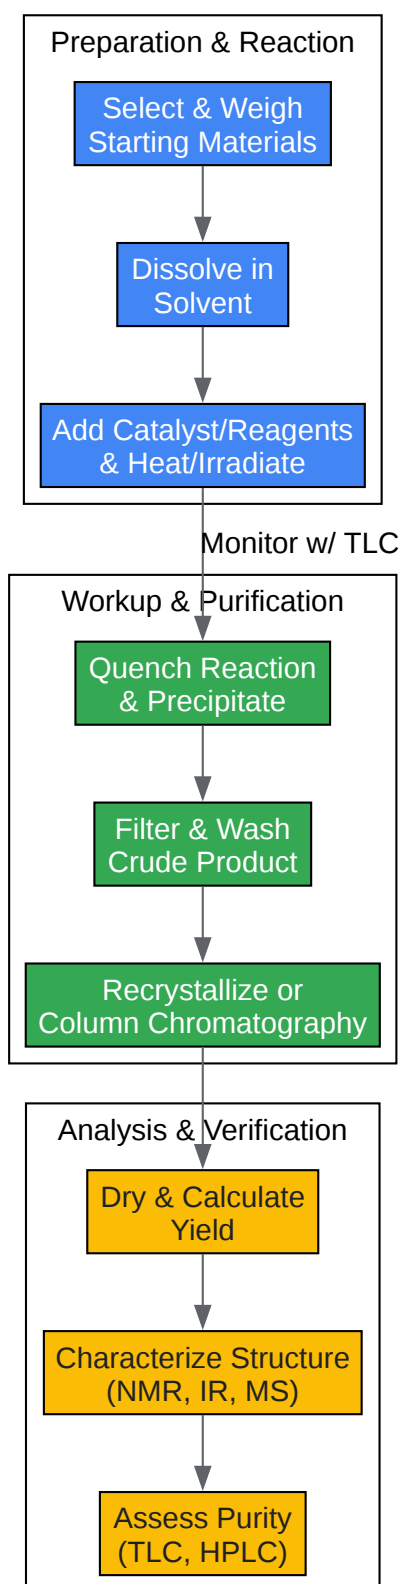 Preparation & Reaction
Select & Weigh
Starting Materials
Dissolve in
Solvent
Add Catalyst/Reagents
& Heat/Irradiate
Monitor w/ TLC
Workup & Purification
Quench Reaction
& Precipitate
Filter & Wash
Crude Product
Recrystallize or
Column Chromatography
Analysis & Verification
Dry & Calculate
Yield
Characterize Structure
(NMR, IR, MS)
Assess Purity
(TLC, HPLC)